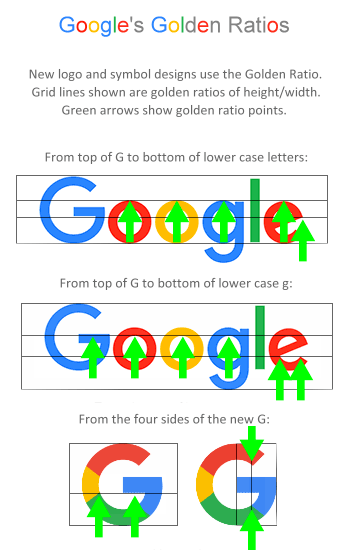 Google's Golden Ratios
New logo and symbol designs use the Golden Ratio.
Grid lines shown are golden ratios of height/width.
Green arrows show golden ratio points.
From top of G to bottom of lower case letters:
Google
From top of G to bottom of lower case g:
Google
From the four sides of the new G:
G G